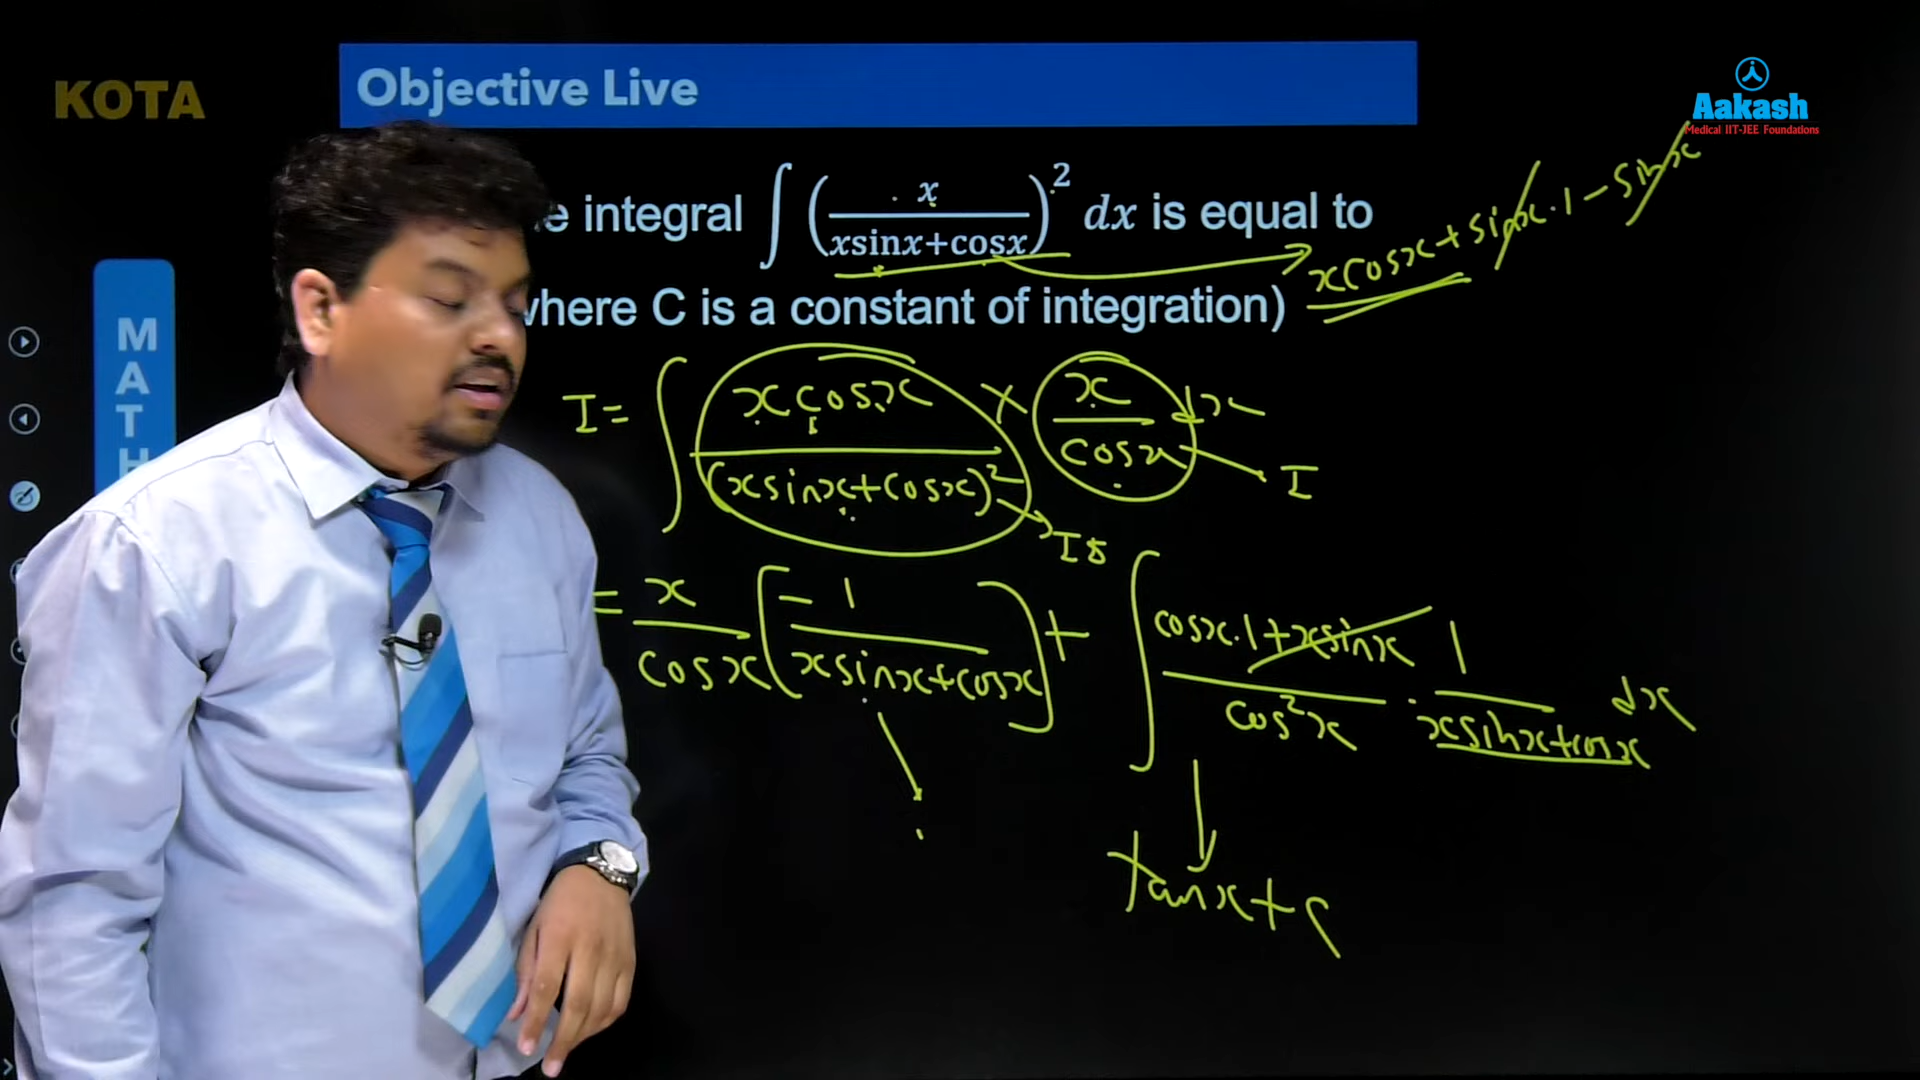 KOTA
Objective Live
Aakash
Medical IIT-JEE Foundations
e integral ∫ (x / (xsinx+cosx))² dx is equal to
where C is a constant of integration)
xcosx + sinx.1 − sinx
MATH
I = ∫ xcosx / (xsinx+cosx)² × x / cosx dx
I
= x / cosx [ −1 / (xsinx+cosx) ] + ∫ (cosx.1 + xsinx) / cos²x . 1 / (xsinx+cosx) dx
tanx+